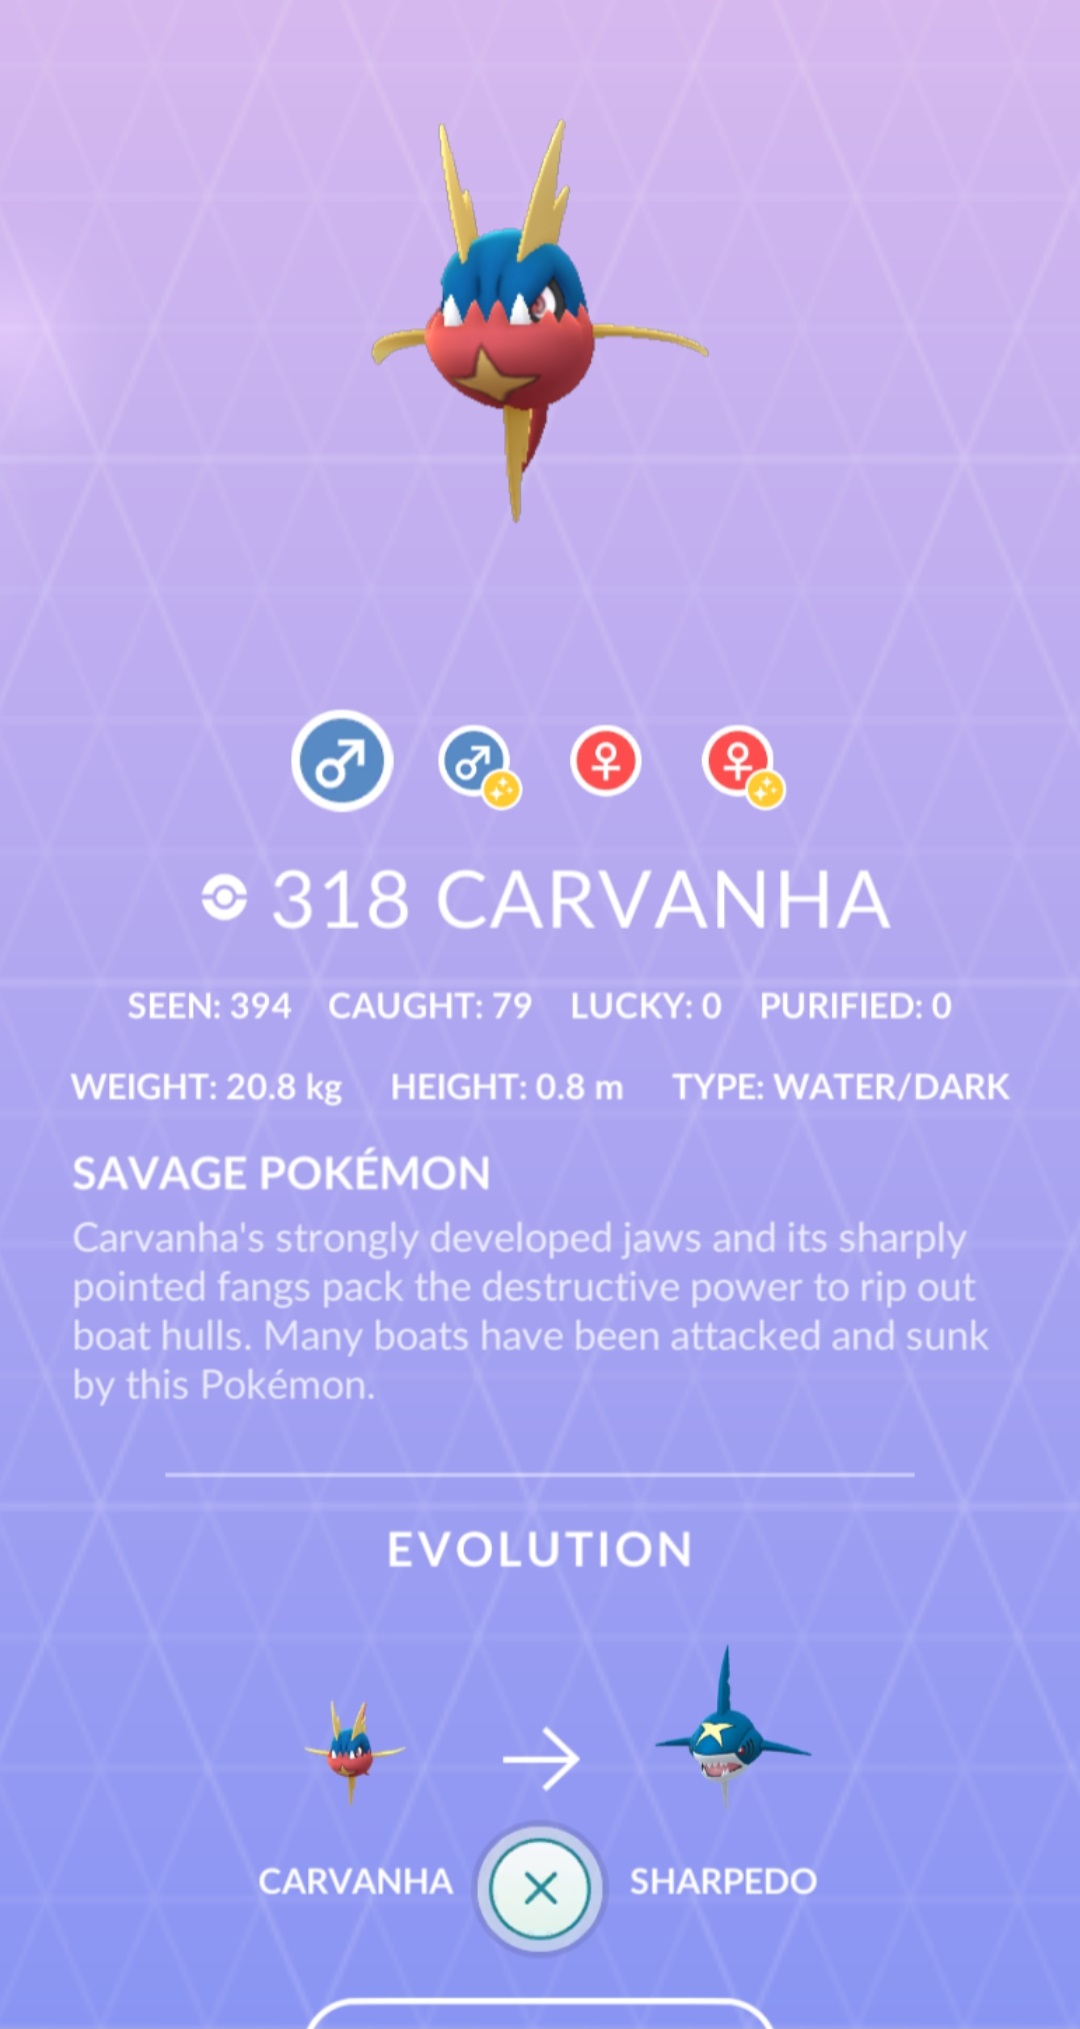 318 CARVANHA
SEEN: 394 CAUGHT: 79 LUCKY: 0 PURIFIED: 0
WEIGHT: 20.8 kg HEIGHT: 0.8 m TYPE: WATER/DARK
SAVAGE POKÉMON
Carvanha's strongly developed jaws and its sharply
pointed fangs pack the destructive power to rip out
boat hulls. Many boats have been attacked and sunk
by this Pokémon.
EVOLUTION
CARVANHA SHARPEDO